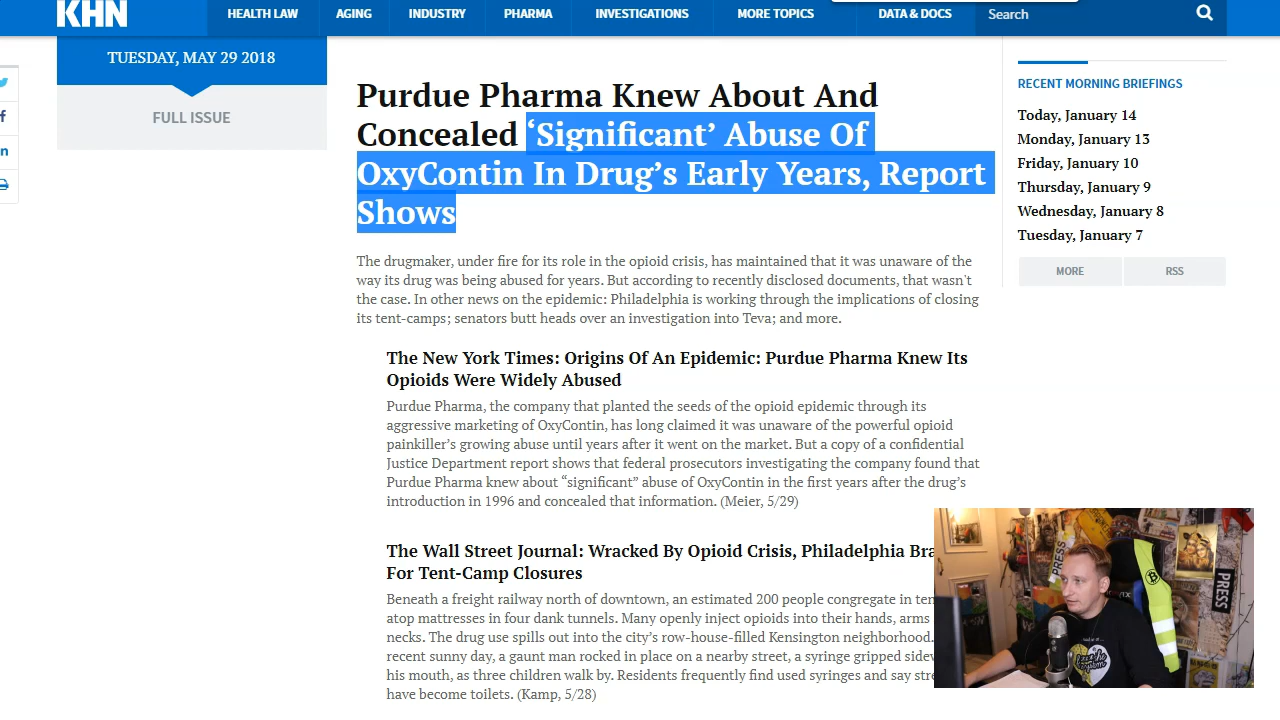 KHN
HEALTH LAW
AGING
INDUSTRY
PHARMA
INVESTIGATIONS
MORE TOPICS
DATA & DOCS
Search
TUESDAY, MAY 29 2018
FULL ISSUE
Purdue Pharma Knew About And
Concealed ‘Significant’ Abuse Of
OxyContin In Drug’s Early Years, Report
Shows
The drugmaker, under fire for its role in the opioid crisis, has maintained that it was unaware of the
way its drug was being abused for years. But according to recently disclosed documents, that wasn't
the case. In other news on the epidemic: Philadelphia is working through the implications of closing
its tent-camps; senators butt heads over an investigation into Teva; and more.
The New York Times: Origins Of An Epidemic: Purdue Pharma Knew Its
Opioids Were Widely Abused
Purdue Pharma, the company that planted the seeds of the opioid epidemic through its
aggressive marketing of OxyContin, has long claimed it was unaware of the powerful opioid
painkiller’s growing abuse until years after it went on the market. But a copy of a confidential
Justice Department report shows that federal prosecutors investigating the company found that
Purdue Pharma knew about “significant” abuse of OxyContin in the first years after the drug’s
introduction in 1996 and concealed that information. (Meier, 5/29)
The Wall Street Journal: Wracked By Opioid Crisis, Philadelphia Bra
For Tent-Camp Closures
Beneath a freight railway north of downtown, an estimated 200 people congregate in ten
atop mattresses in four dank tunnels. Many openly inject opioids into their hands, arms
necks. The drug use spills out into the city’s row-house-filled Kensington neighborhood.
recent sunny day, a gaunt man rocked in place on a nearby street, a syringe gripped sidew
his mouth, as three children walk by. Residents frequently find used syringes and say stre
have become toilets. (Kamp, 5/28)
RECENT MORNING BRIEFINGS
Today, January 14
Monday, January 13
Friday, January 10
Thursday, January 9
Wednesday, January 8
Tuesday, January 7
MORE
RSS
PRESS
PRESS